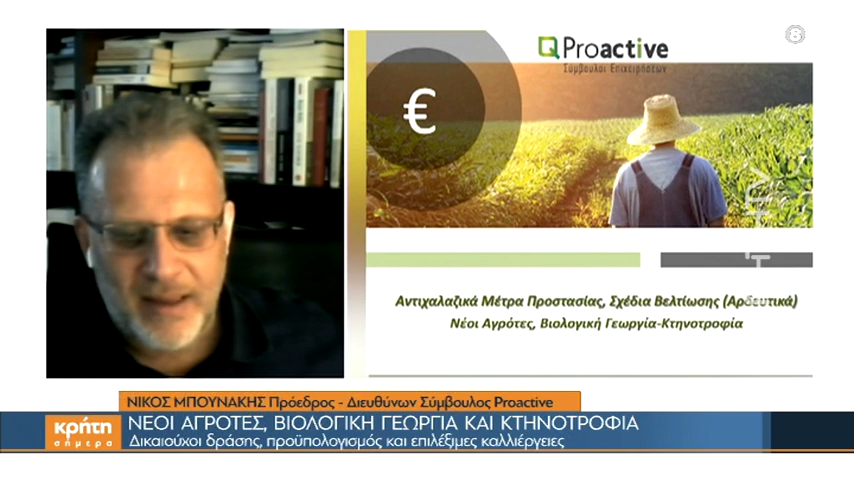 8
Proactive
Σύμβουλοι Επιχειρήσεων
€
Αντιχαλαζικά Μέτρα Προστασίας, Σχέδια Βελτίωσης (Αρδευτικά)
Νέοι Αγρότες, Βιολογική Γεωργία-Κτηνοτροφία
ΝΙΚΟΣ ΜΠΟΥΝΑΚΗΣ Πρόεδρος - Διευθύνων Σύμβουλος Proactive
κρήτη
σήμερα
ΝΕΟΙ ΑΓΡΟΤΕΣ, ΒΙΟΛΟΓΙΚΗ ΓΕΩΡΓΙΑ ΚΑΙ ΚΤΗΝΟΤΡΟΦΙΑ
Δικαιούχοι δράσης, προϋπολογισμός και επιλέξιμες καλλιέργειες